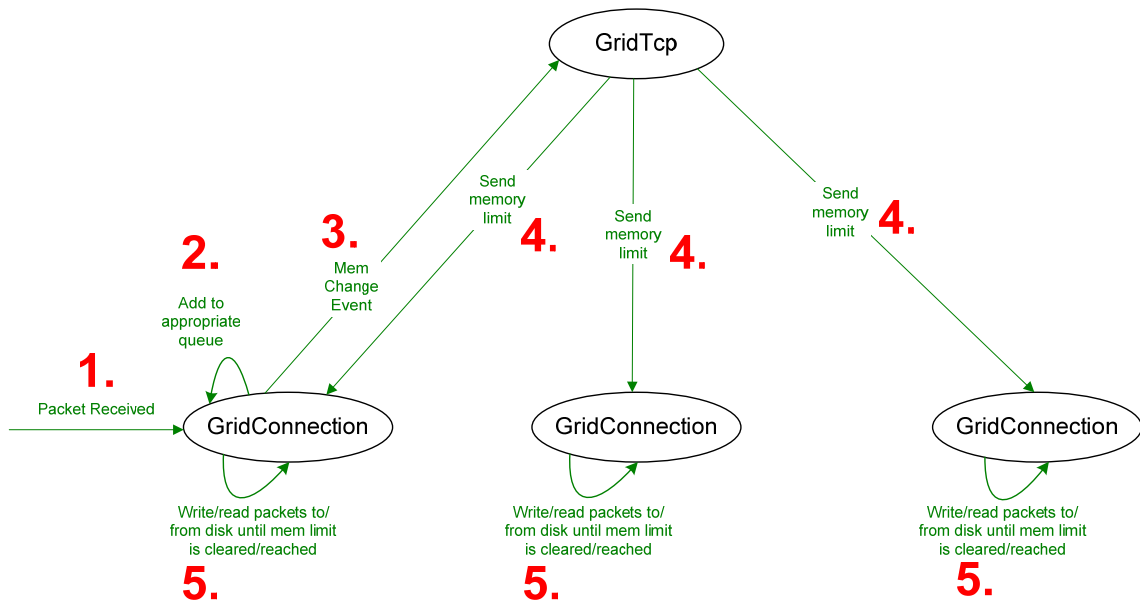 GridTcp
Send
memory
limit
4.
Send
memory
limit
4.
Send
memory
limit
4.
3.
Mem
Change
Event
2.
Add to
appropriate
queue
1.
Packet Received
GridConnection
GridConnection
GridConnection
Write/read packets to/
from disk until mem limit
is cleared/reached
5.
Write/read packets to/
from disk until mem limit
is cleared/reached
5.
Write/read packets to/
from disk until mem limit
is cleared/reached
5.